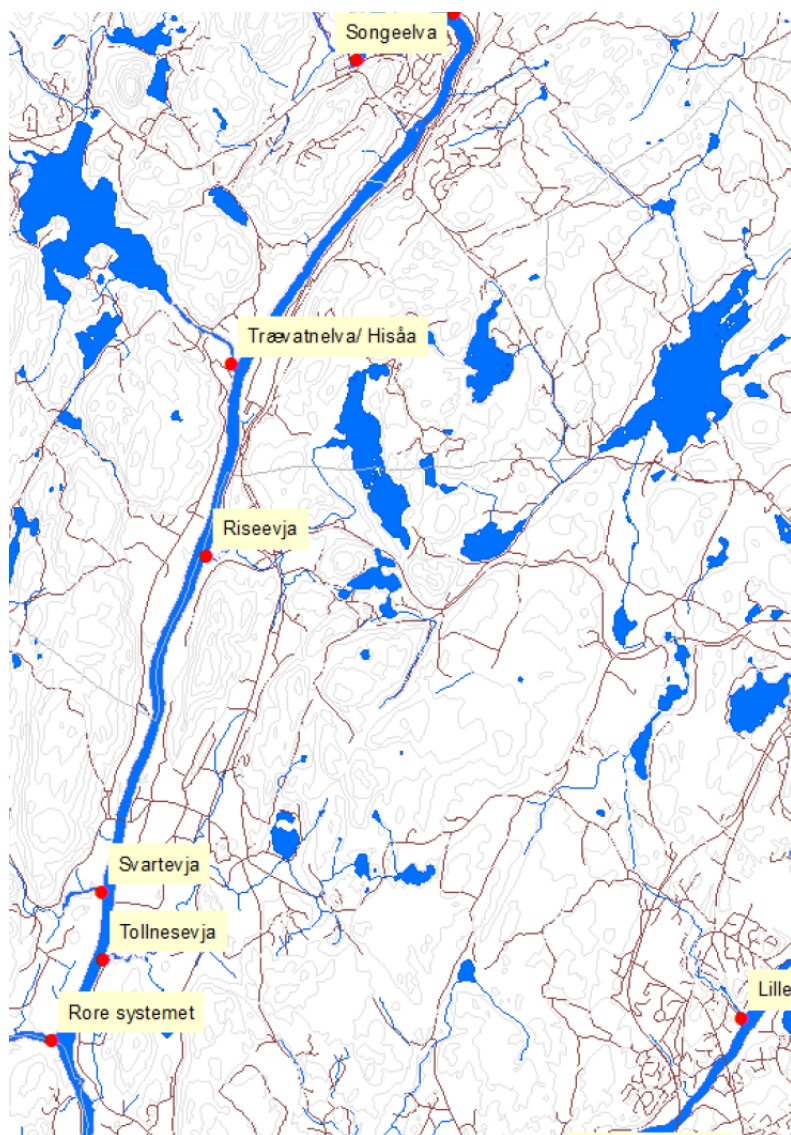 Songeelva
Trævatnelva/ Hisåa
Riseevja
Svartevja
Tollnesevja
Rore systemet
Lille